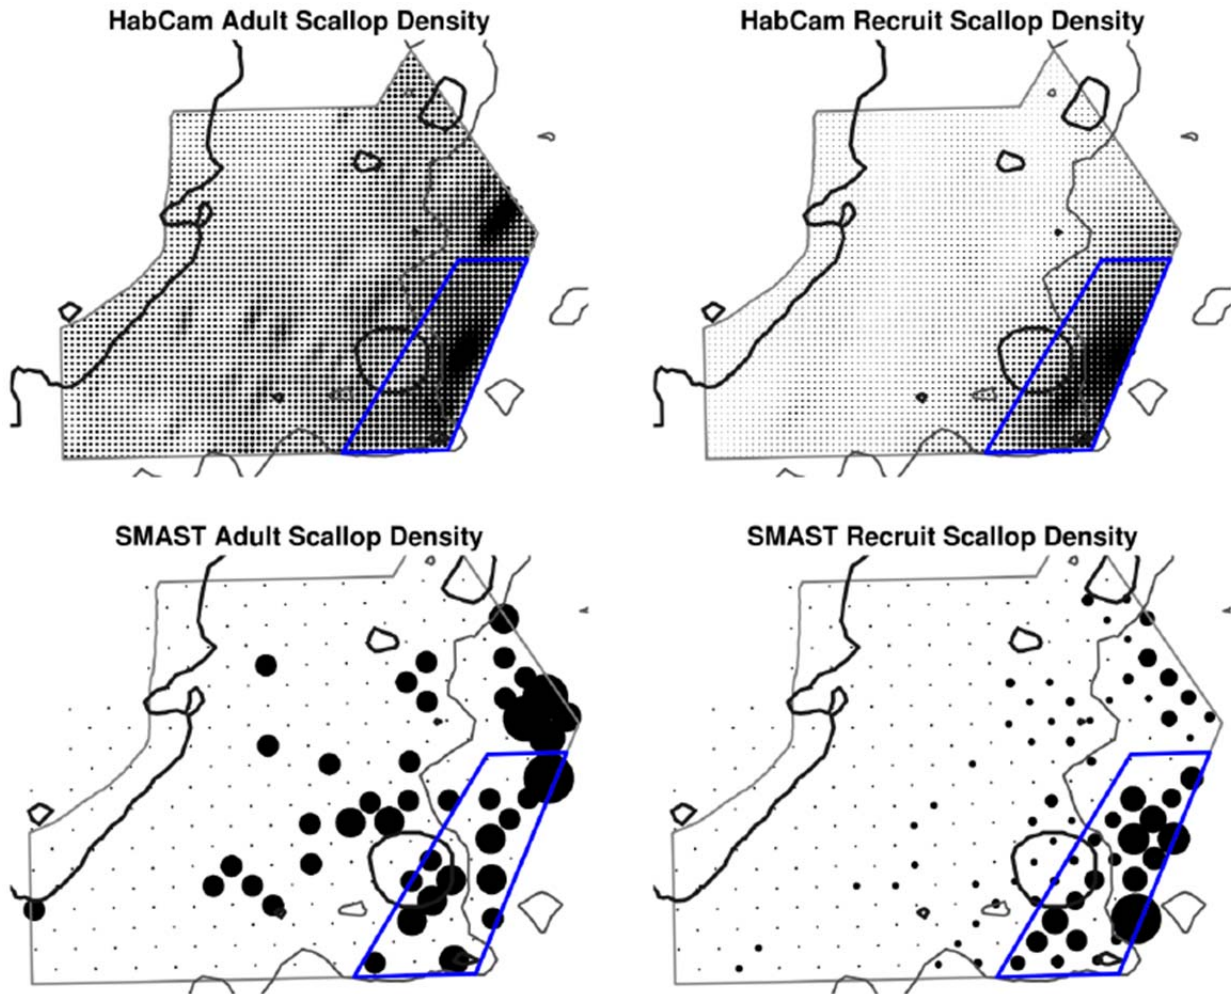 HabCam Adult Scallop Density
HabCam Recruit Scallop Density
SMAST Adult Scallop Density
SMAST Recruit Scallop Density